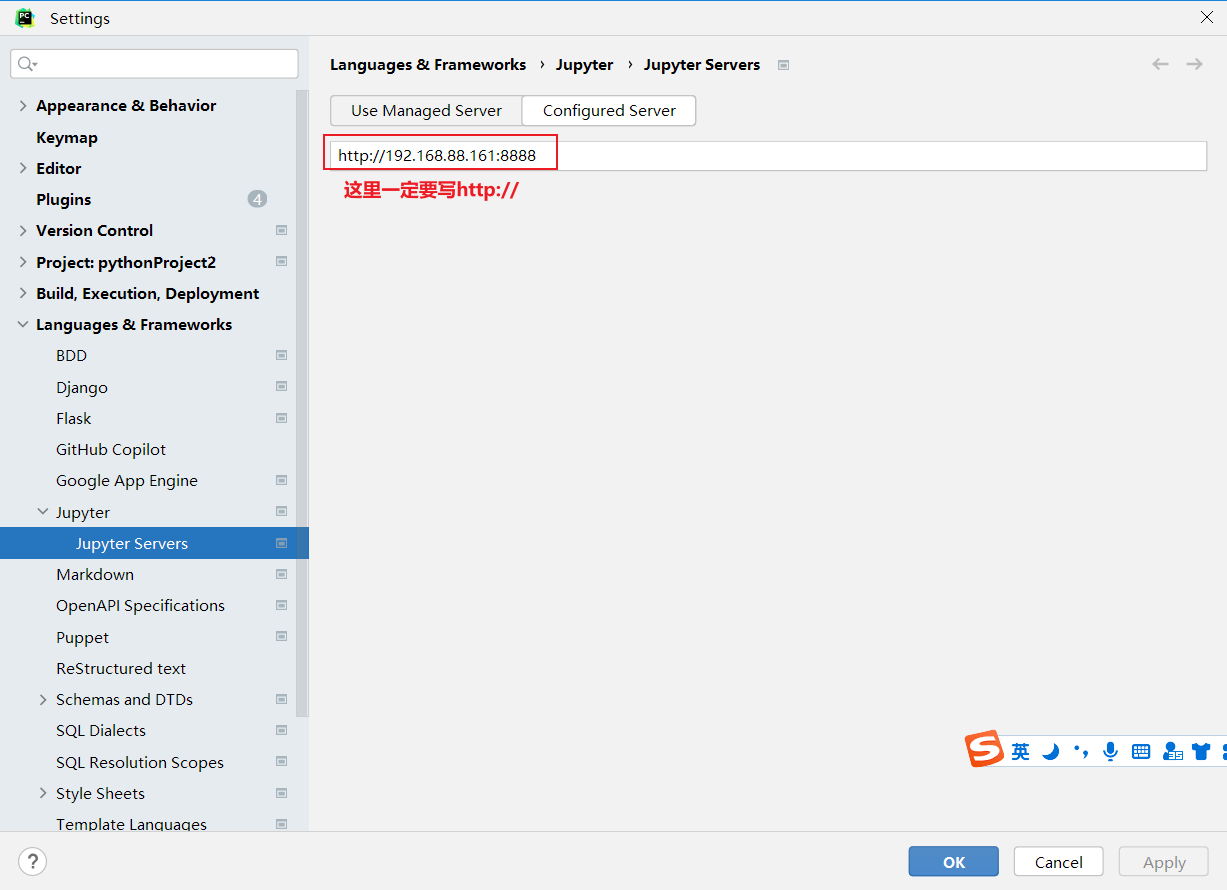 Settings
Languages & Frameworks › Jupyter › Jupyter Servers
Use Managed Server
Configured Server
http://192.168.88.161:8888
这里一定要写http://
Appearance & Behavior
Keymap
Editor
Plugins 4
Version Control
Project: pythonProject2
Build, Execution, Deployment
Languages & Frameworks
BDD
Django
Flask
GitHub Copilot
Google App Engine
Jupyter
Jupyter Servers
Markdown
OpenAPI Specifications
Puppet
ReStructured text
Schemas and DTDs
SQL Dialects
SQL Resolution Scopes
Style Sheets
Template Languages
英
?
OK
Cancel
Apply